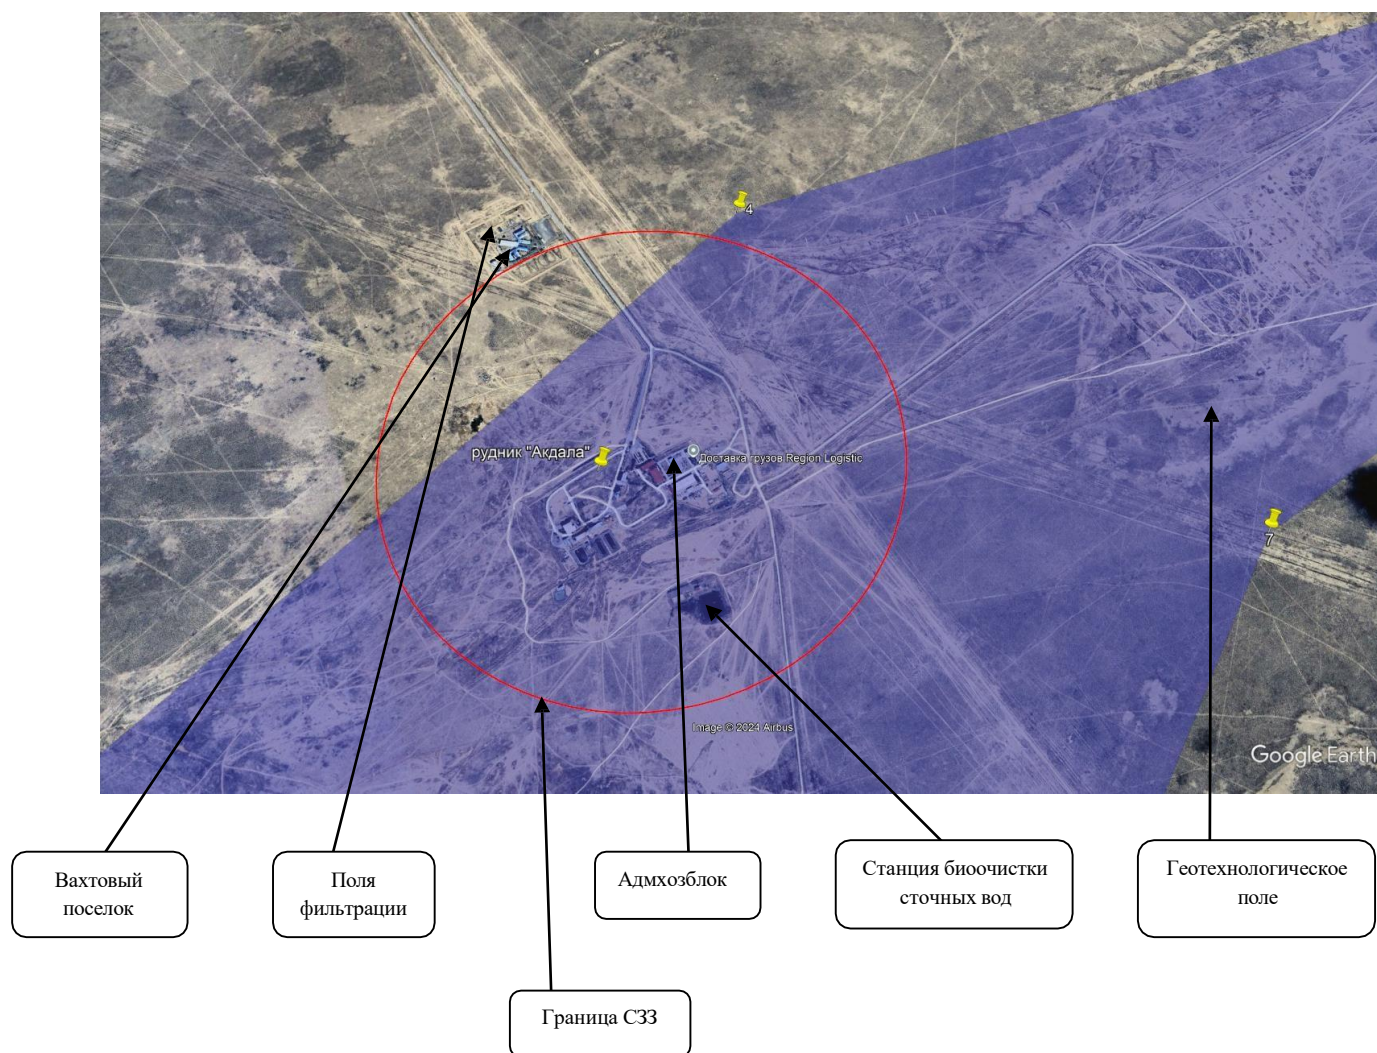 4
рудник "Акдала"
Доставка грузов Region Logistic
7
Image © 2024 Airbus
Google Earth
Вахтовый
поселок
Поля
фильтрации
Адмхозблок
Станция биоочистки
сточных вод
Геотехнологическое
поле
Граница СЗЗ